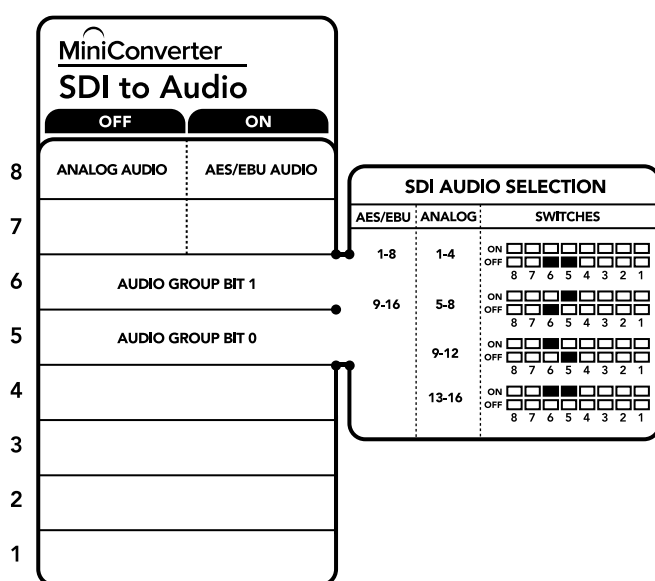 MiniConverter
SDI to Audio
OFF ON
8 ANALOG AUDIO AES/EBU AUDIO
7
6 AUDIO GROUP BIT 1
5 AUDIO GROUP BIT 0
4
3
2
1
SDI AUDIO SELECTION
AES/EBU ANALOG SWITCHES
1-8 1-4 ON
OFF
8 7 6 5 4 3 2 1
9-16 5-8 ON
OFF
8 7 6 5 4 3 2 1
9-12 ON
OFF
8 7 6 5 4 3 2 1
13-16 ON
OFF
8 7 6 5 4 3 2 1